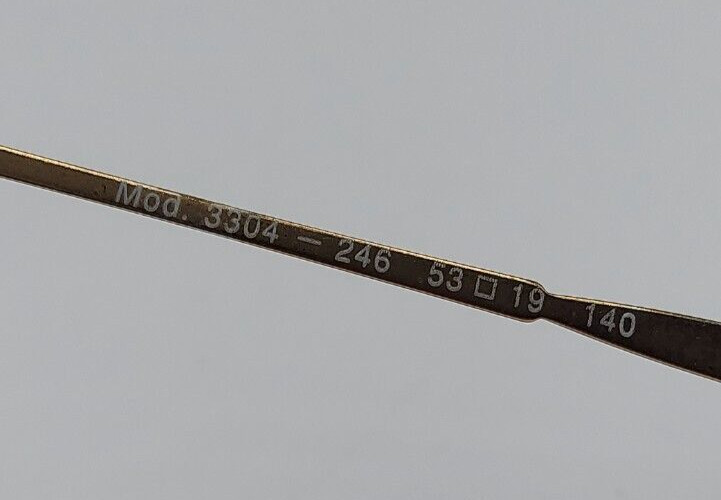 Mod. 3304 — 246 53 □ 19 140